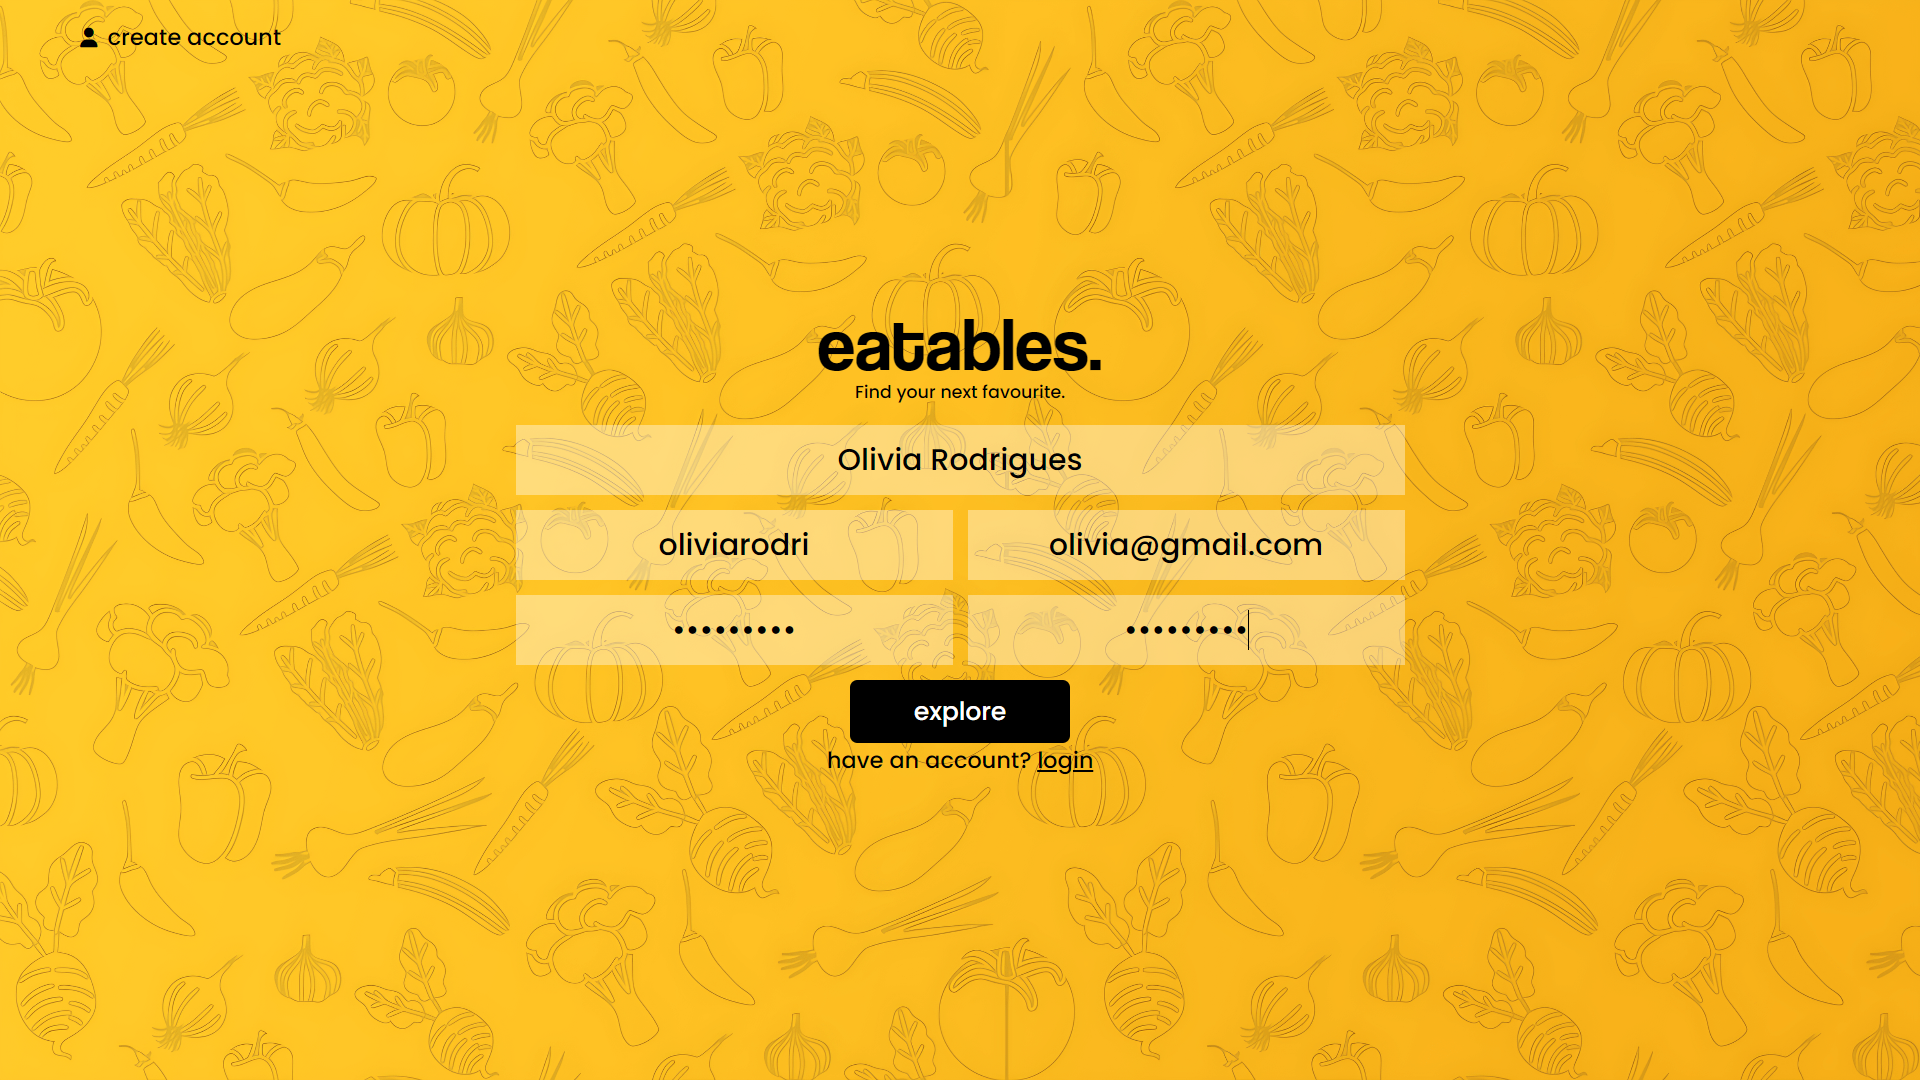 create account
eatables.
Find your next favourite.
Olivia Rodrigues
oliviarodri
olivia@gmail.com
•••••••••
•••••••••
explore
have an account? login